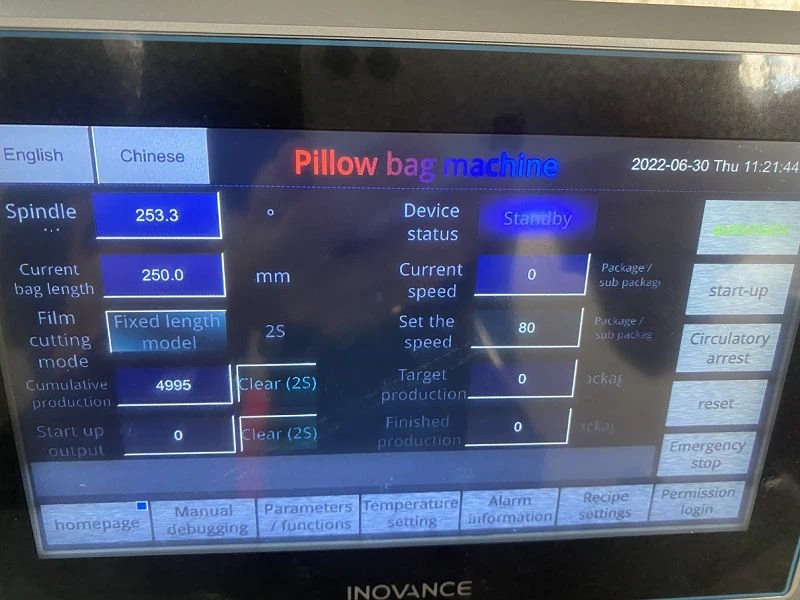 English
Chinese
Pillow bag machine
2022-06-30 Thu 11:21:44
Spindle
...
253.3
°
Device
status
Standby
Current
bag length
250.0
mm
Current
speed
0
Package /
sub packag
start-up
Film
cutting
mode
Fixed length
model
2S
Set the
speed
80
Package /
sub packag
Circulatory
arrest
Cumulative
production
4995
Clear (2S)
Target
production
0
ackag
reset
Start up
output
0
Clear (2S)
Finished
production
0
ackag
Emergency
stop
homepage
Manual
debugging
Parameters
/ functions
Temperature
setting
Alarm
information
Recipe
settings
Permission
login
INOVANCE